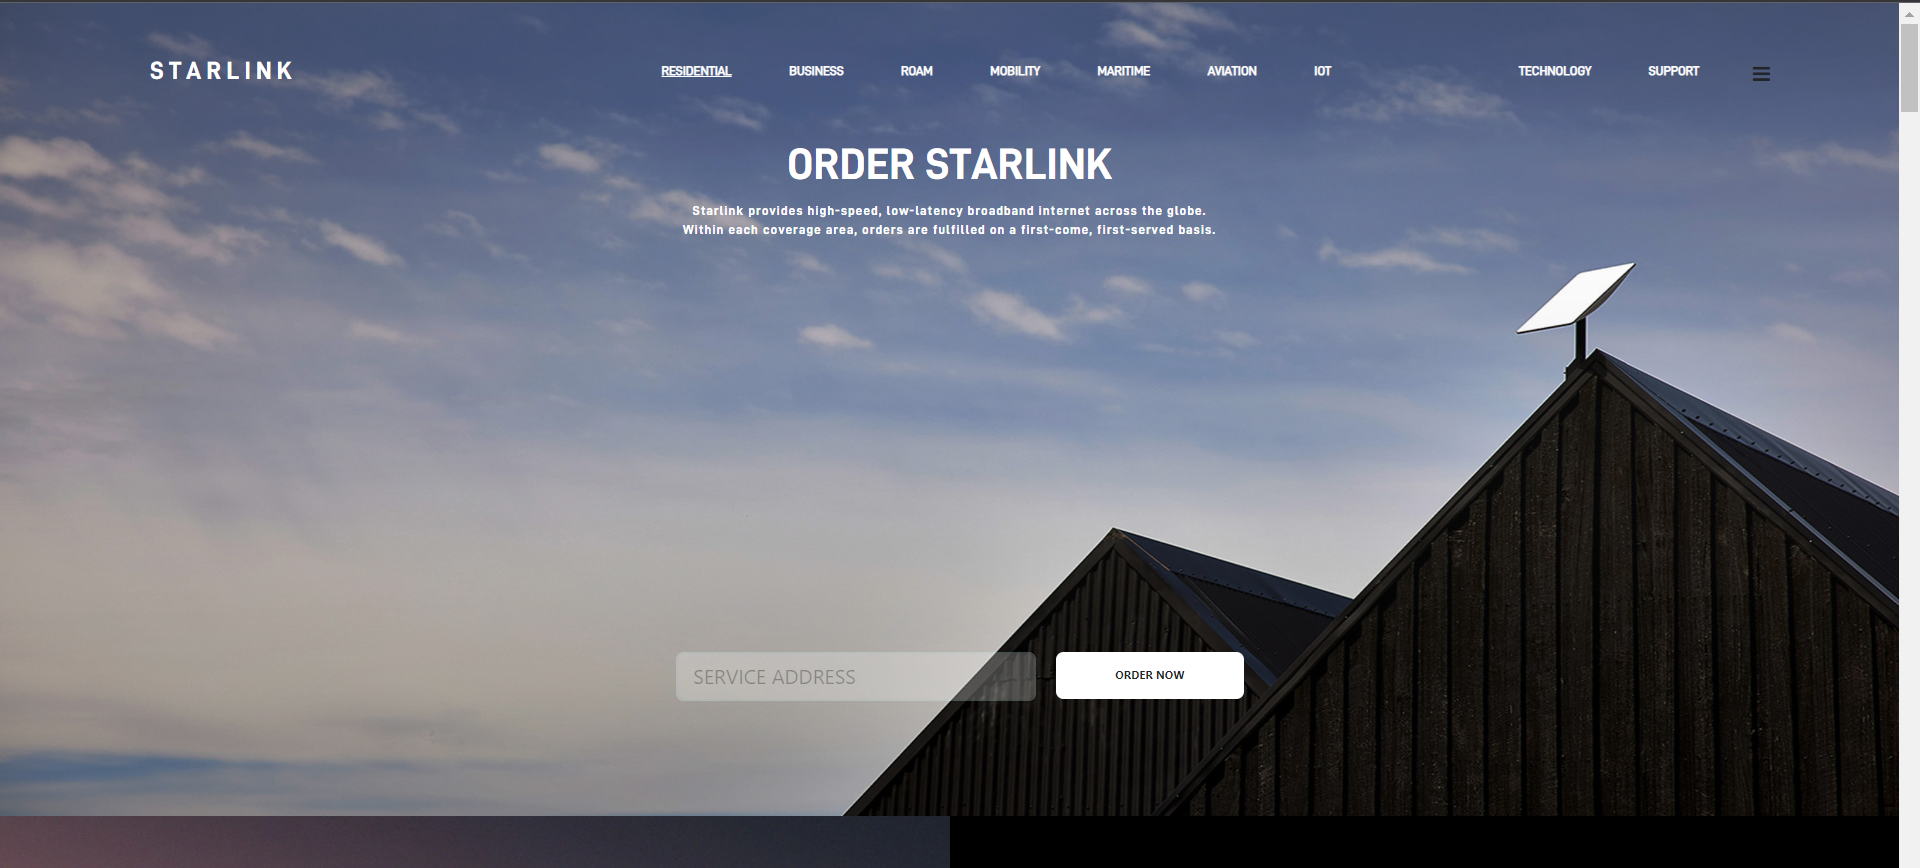 STARLINK
RESIDENTIAL BUSINESS ROAM MOBILITY MARITIME AVIATION IOT TECHNOLOGY SUPPORT
ORDER STARLINK
Starlink provides high-speed, low-latency broadband internet across the globe.
Within each coverage area, orders are fulfilled on a first-come, first-served basis.
SERVICE ADDRESS
ORDER NOW